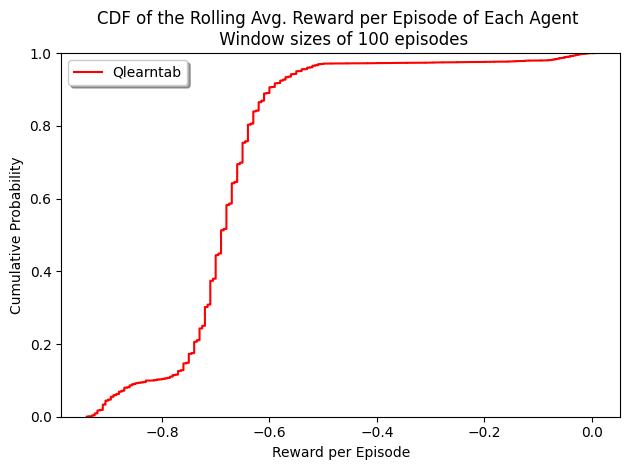 CDF of the Rolling Avg. Reward per Episode of Each Agent
Window sizes of 100 episodes
Qlearntab
Cumulative Probability
1.0
0.8
0.6
0.4
0.2
0.0
−0.8 −0.6 −0.4 −0.2 0.0
Reward per Episode